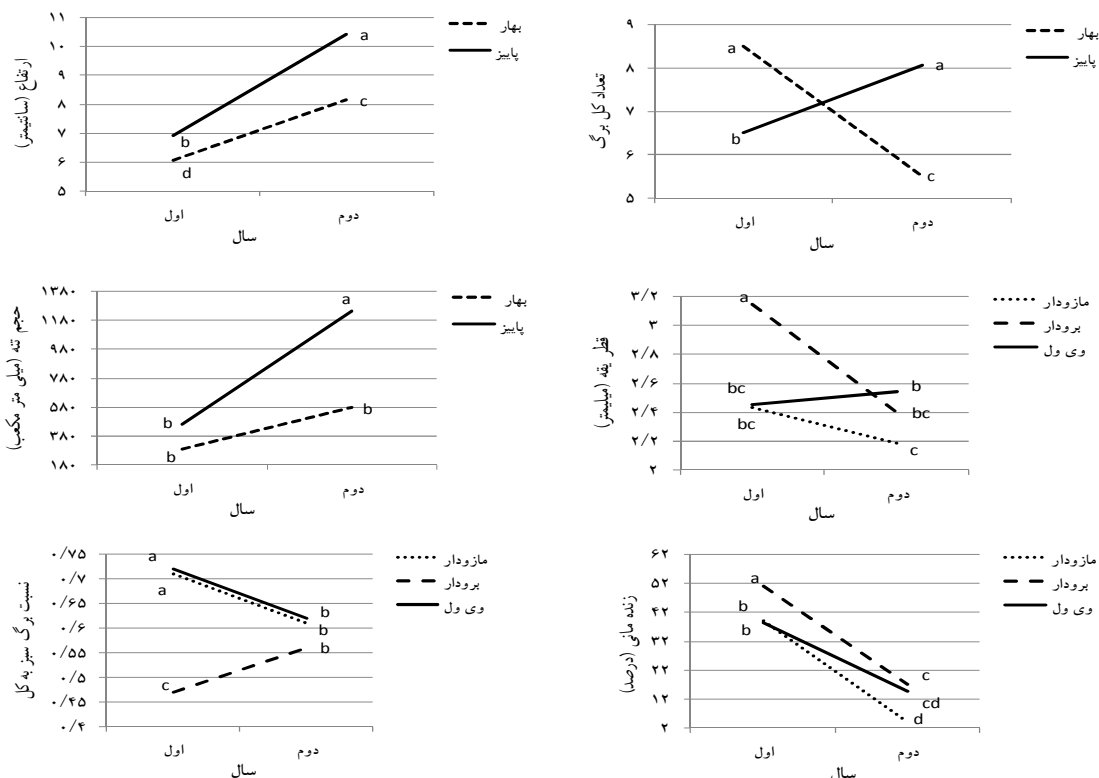 ارتفاع (سانتیمتر)
۱۱
۱۰
۹
۸
۷
۶
۵
a
b
c
d
اول
دوم
سال
بهار
پاییز
تعداد کل برگ
۹
۸
۷
۶
۵
a
a
b
c
اول
دوم
سال
بهار
پاییز
حجم تنه (میلی متر مکعب)
۱۳۸۰
۱۱۸۰
۹۸۰
۷۸۰
۵۸۰
۳۸۰
۱۸۰
a
b
b
b
اول
دوم
سال
بهار
پاییز
قطر یقه (میلیمتر)
۳/۲
۳
۲/۸
۲/۶
۲/۴
۲/۲
۲
a
bc
b
bc
bc
c
اول
دوم
سال
مازودار
برودار
وی ول
نسبت برگ سبز به کل
۰/۷۵
۰/۷
۰/۶۵
۰/۶
۰/۵۵
۰/۵
۰/۴۵
۰/۴
a
a
b
b
b
c
اول
دوم
سال
مازودار
برودار
وی ول
زنده مانی (درصد)
۶۲
۵۲
۴۲
۳۲
۲۲
۱۲
۲
a
b
b
c
cd
d
اول
دوم
سال
مازودار
برودار
وی ول